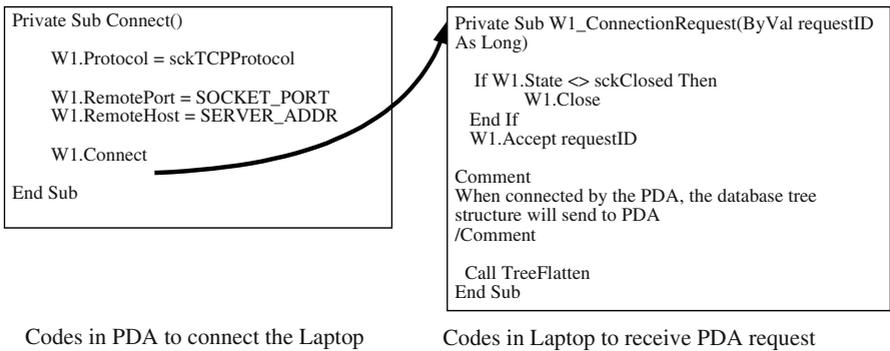 Private Sub Connect()
W1.Protocol = sckTCPProtocol
W1.RemotePort = SOCKET_PORT
W1.RemoteHost = SERVER_ADDR
W1.Connect
End Sub
Codes in PDA to connect the Laptop
Private Sub W1_ConnectionRequest(ByVal requestID
As Long)
If W1.State <> sckClosed Then
W1.Close
End If
W1.Accept requestID
Comment
When connected by the PDA, the database tree
structure will send to PDA
/Comment
Call TreeFlatten
End Sub
Codes in Laptop to receive PDA request